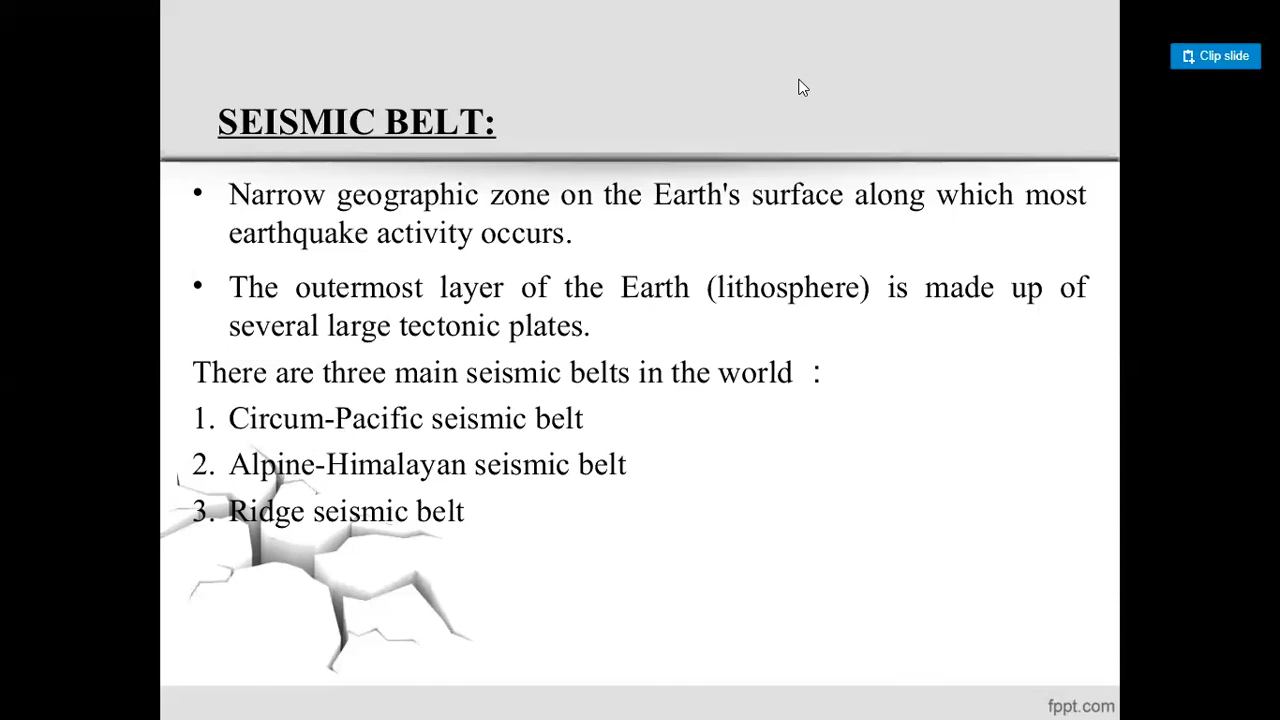 Clip slide
SEISMIC BELT:
• Narrow geographic zone on the Earth's surface along which most
earthquake activity occurs.
• The outermost layer of the Earth (lithosphere) is made up of
several large tectonic plates.
There are three main seismic belts in the world :
1. Circum-Pacific seismic belt
2. Alpine-Himalayan seismic belt
3. Ridge seismic belt
fppt.com